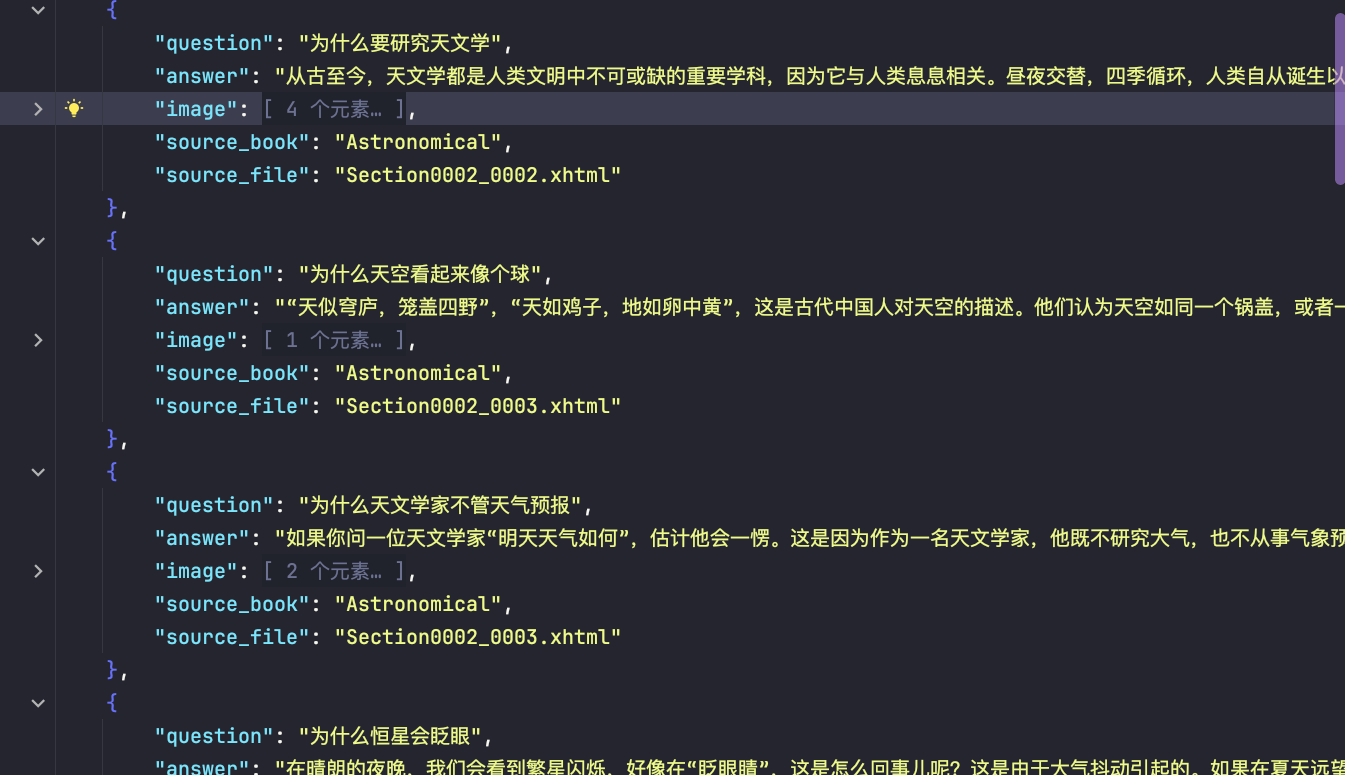 {
"question": "为什么要研究天文学",
"answer": "从古至今，天文学都是人类文明中不可或缺的重要学科，因为它与人类息息相关。昼夜交替，四季循环，人类自从诞生以
"image": [ 4 个元素… ],
"source_book": "Astronomical",
"source_file": "Section0002_0002.xhtml"
},
{
"question": "为什么天空看起来像个球",
"answer": "“天似穹庐，笼盖四野”，“天如鸡子，地如卵中黄”，这是古代中国人对天空的描述。他们认为天空如同一个锅盖，或者一
"image": [ 1 个元素… ],
"source_book": "Astronomical",
"source_file": "Section0002_0003.xhtml"
},
{
"question": "为什么天文学家不管天气预报",
"answer": "如果你问一位天文学家“明天天气如何”，估计他会一愣。这是因为作为一名天文学家，他既不研究大气，也不从事气象预
"image": [ 2 个元素… ],
"source_book": "Astronomical",
"source_file": "Section0002_0003.xhtml"
},
{
"question": "为什么恒星会眨眼",
"answer": "在晴朗的夜晚，我们会看到繁星闪烁，好像在“眨眼睛”，这是怎么回事儿呢？这是由于大气抖动引起的。如果在夏天远望